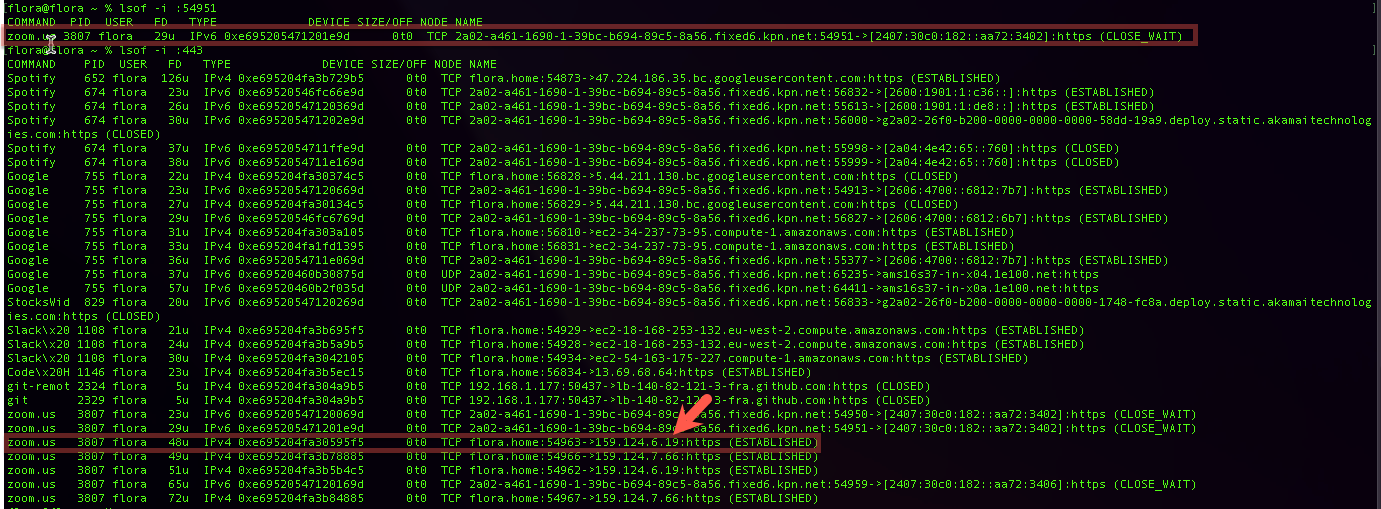 [flora@flora ~ % lsof -i :54951 ]
COMMAND PID USER FD TYPE DEVICE SIZE/OFF NODE NAME
zoom.us 3807 flora 29u IPv6 0xe695205471201e9d 0t0 TCP 2a02-a461-1690-1-39bc-b694-89c5-8a56.fixed6.kpn.net:54951->[2407:30c0:182::aa72:3402]:https (CLOSE_WAIT)
[flora@flora ~ % lsof -i :443 ]
COMMAND PID USER FD TYPE DEVICE SIZE/OFF NODE NAME
Spotify 652 flora 126u IPv4 0xe695204fa3b729b5 0t0 TCP flora.home:54873->47.224.186.35.bc.googleusercontent.com:https (ESTABLISHED)
Spotify 674 flora 23u IPv6 0xe69520546fc66e9d 0t0 TCP 2a02-a461-1690-1-39bc-b694-89c5-8a56.fixed6.kpn.net:56832->[2600:1901:1:c36::]:https (ESTABLISHED)
Spotify 674 flora 26u IPv6 0xe695205471120369d 0t0 TCP 2a02-a461-1690-1-39bc-b694-89c5-8a56.fixed6.kpn.net:55613->[2600:1901:1:de8::]:https (ESTABLISHED)
Spotify 674 flora 30u IPv6 0xe695205471202e9d 0t0 TCP 2a02-a461-1690-1-39bc-b694-89c5-8a56.fixed6.kpn.net:56000->g2a02-26f0-b200-0000-0000-0000-58dd-19a9.deploy.static.akamaitechnolog
ies.com:https (CLOSED)
Spotify 674 flora 37u IPv6 0xe6952054711ffe9d 0t0 TCP 2a02-a461-1690-1-39bc-b694-89c5-8a56.fixed6.kpn.net:55998->[2a04:4e42:65::760]:https (CLOSED)
Spotify 674 flora 38u IPv6 0xe6952054711e169d 0t0 TCP 2a02-a461-1690-1-39bc-b694-89c5-8a56.fixed6.kpn.net:55999->[2a04:4e42:65::760]:https (CLOSED)
Google 755 flora 22u IPv4 0xe695204fa30374c5 0t0 TCP flora.home:56828->5.44.211.130.bc.googleusercontent.com:https (CLOSED)
Google 755 flora 23u IPv6 0xe695205471120669d 0t0 TCP 2a02-a461-1690-1-39bc-b694-89c5-8a56.fixed6.kpn.net:54913->[2606:4700::6812:7b7]:https (ESTABLISHED)
Google 755 flora 27u IPv4 0xe695204fa30134c5 0t0 TCP flora.home:56829->5.44.211.130.bc.googleusercontent.com:https (CLOSED)
Google 755 flora 29u IPv6 0xe69520546fc6769d 0t0 TCP 2a02-a461-1690-1-39bc-b694-89c5-8a56.fixed6.kpn.net:56827->[2606:4700::6812:6b7]:https (ESTABLISHED)
Google 755 flora 31u IPv4 0xe695204fa303a105 0t0 TCP flora.home:56810->ec2-34-237-73-95.compute-1.amazonaws.com:https (ESTABLISHED)
Google 755 flora 33u IPv4 0xe695204fa1fd1395 0t0 TCP flora.home:56831->ec2-34-237-73-95.compute-1.amazonaws.com:https (ESTABLISHED)
Google 755 flora 36u IPv6 0xe6952054711e069d 0t0 TCP 2a02-a461-1690-1-39bc-b694-89c5-8a56.fixed6.kpn.net:55377->[2606:4700::6812:7b7]:https (ESTABLISHED)
Google 755 flora 37u IPv6 0xe69520460b30875d 0t0 UDP 2a02-a461-1690-1-39bc-b694-89c5-8a56.fixed6.kpn.net:65235->ams16s37-in-x04.1e100.net:https
Google 755 flora 57u IPv6 0xe69520460b2f035d 0t0 UDP 2a02-a461-1690-1-39bc-b694-89c5-8a56.fixed6.kpn.net:64411->ams16s37-in-x0a.1e100.net:https
StocksWid 829 flora 20u IPv6 0xe695205471120269d 0t0 TCP 2a02-a461-1690-1-39bc-b694-89c5-8a56.fixed6.kpn.net:56833->g2a02-26f0-b200-0000-0000-0000-1748-fc8a.deploy.static.akamaitechnolog
ies.com:https (CLOSED)
Slack\x20 1108 flora 21u IPv4 0xe695204fa3b695f5 0t0 TCP flora.home:54929->ec2-18-168-253-132.eu-west-2.compute.amazonaws.com:https (ESTABLISHED)
Slack\x20 1108 flora 24u IPv4 0xe695204fa3b5a9b5 0t0 TCP flora.home:54928->ec2-18-168-253-132.eu-west-2.compute.amazonaws.com:https (ESTABLISHED)
Slack\x20 1108 flora 30u IPv4 0xe695204fa3042105 0t0 TCP flora.home:54934->ec2-54-163-175-227.compute-1.amazonaws.com:https (ESTABLISHED)
Code\x20H 1146 flora 23u IPv4 0xe695204fa3b5ec15 0t0 TCP flora.home:56834->13.69.68.64:https (ESTABLISHED)
git-remot 2324 flora 5u IPv4 0xe695204fa304a9b5 0t0 TCP 192.168.1.177:50437->lb-140-82-121-3-fra.github.com:https (CLOSED)
git 2329 flora 5u IPv4 0xe695204fa304a9b5 0t0 TCP 192.168.1.177:50437->lb-140-82-3-fra.github.com:https (CLOSED)
zoom.us 3807 flora 23u IPv6 0xe695205471120069d 0t0 TCP 2a02-a461-1690-1-39bc-b694-89c5-8a56.fixed6.kpn.net:54950->[2407:30c0:182::aa72:3402]:https (CLOSE_WAIT)
zoom.us 3807 flora 29u IPv6 0xe695205471201e9d 0t0 TCP 2a02-a461-1690-1-39bc-b694-89c5-8a56.fixed6.kpn.net:54951->[2407:30c0:182::aa72:3402]:https (CLOSE_WAIT)
zoom.us 3807 flora 48u IPv4 0xe695204fa30595f5 0t0 TCP flora.home:54963->159.124.6.19:https (ESTABLISHED)
zoom.us 3807 flora 49u IPv4 0xe695204fa3b78885 0t0 TCP flora.home:54966->159.124.7.66:https (ESTABLISHED)
zoom.us 3807 flora 51u IPv4 0xe695204fa3b5b4c5 0t0 TCP flora.home:54962->159.124.6.19:https (ESTABLISHED)
zoom.us 3807 flora 65u IPv6 0xe695205471120169d 0t0 TCP 2a02-a461-1690-1-39bc-b694-89c5-8a56.fixed6.kpn.net:54959->[2407:30c0:182::aa72:3406]:https (CLOSE_WAIT)
zoom.us 3807 flora 72u IPv4 0xe695204fa3b84885 0t0 TCP flora.home:54967->159.124.7.66:https (ESTABLISHED)